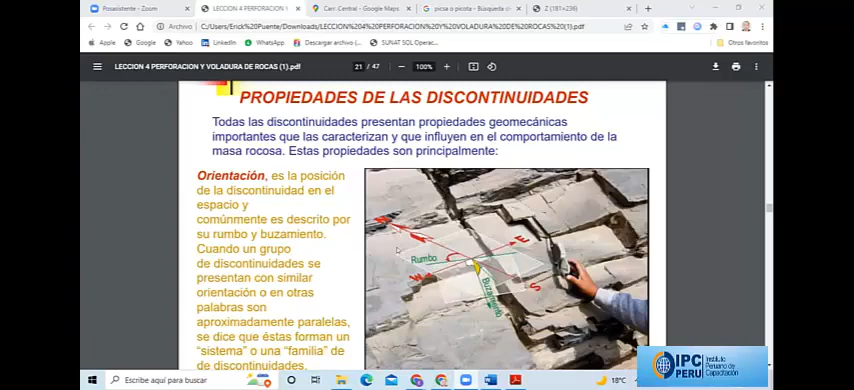 Posasistente - Zoom
LECCION 4 PERFORACION Y VOLADURA
Carr. Central - Google Maps
picsa o picota - Búsqueda
Z (181×236)
Archivo
C:/Users/Erick%20Puente/Downloads/LECCION%204%20PERFORACION%20Y%20VOLADURA%20DE%20ROCAS%20(1).pdf
Apple
Google
Yahoo
LinkedIn
WhatsApp
Descargar archivo (...
SUNAT SOL Operac...
Otros favoritos
LECCION 4 PERFORACION Y VOLADURA DE ROCAS (1).pdf
21 / 47
100%
PROPIEDADES DE LAS DISCONTINUIDADES
Todas las discontinuidades presentan propiedades geomecánicas
importantes que las caracterizan y que influyen en el comportamiento de la
masa rocosa. Estas propiedades son principalmente:
Orientación, es la posición
de la discontinuidad en el
espacio y
comúnmente es descrito por
su rumbo y buzamiento.
Cuando un grupo
de discontinuidades se
presentan con similar
orientación o en otras
palabras son
aproximadamente paralelas,
se dice que éstas forman un
“sistema” o una “familia” de
de discontinuidades.
N
E
Rumbo
W
S
Buzamiento
IPC PERU
Instituto
Peruano de
Capacitación
Escribe aquí para buscar
18°C